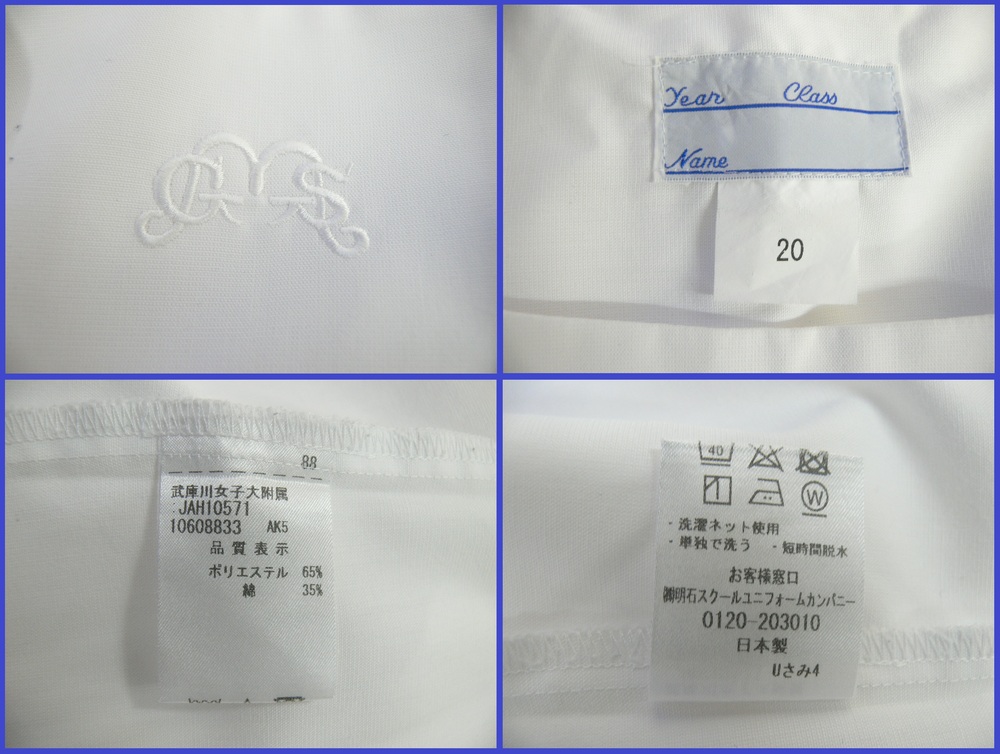 Year Class
Name
20
88
武庫川女子大附属
:JAH10571
10608833 AK5
品質表示
ポリエステル 65%
綿 35%
40
W
・洗濯ネット使用
・単独で洗う ・短時間脱水
お客様窓口
㈱明石スクールユニフォームカンパニー
0120-203010
日本製
Uさみ4